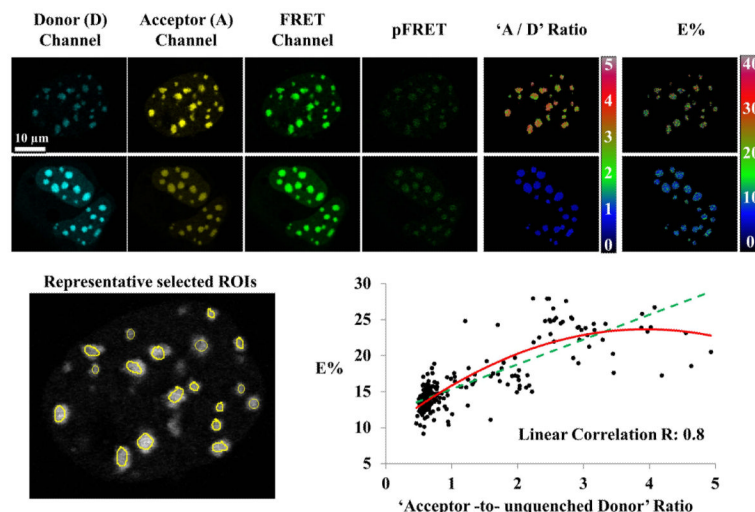 Donor (D)
Channel
Acceptor (A)
Channel
FRET
Channel
pFRET
‘A / D’ Ratio
E%
10 µm
5
4
3
2
1
0
40
30
20
10
0
Representative selected ROIs
E%
30
25
20
15
10
5
Linear Correlation R: 0.8
0
1
2
3
4
5
‘Acceptor -to- unquenched Donor’ Ratio